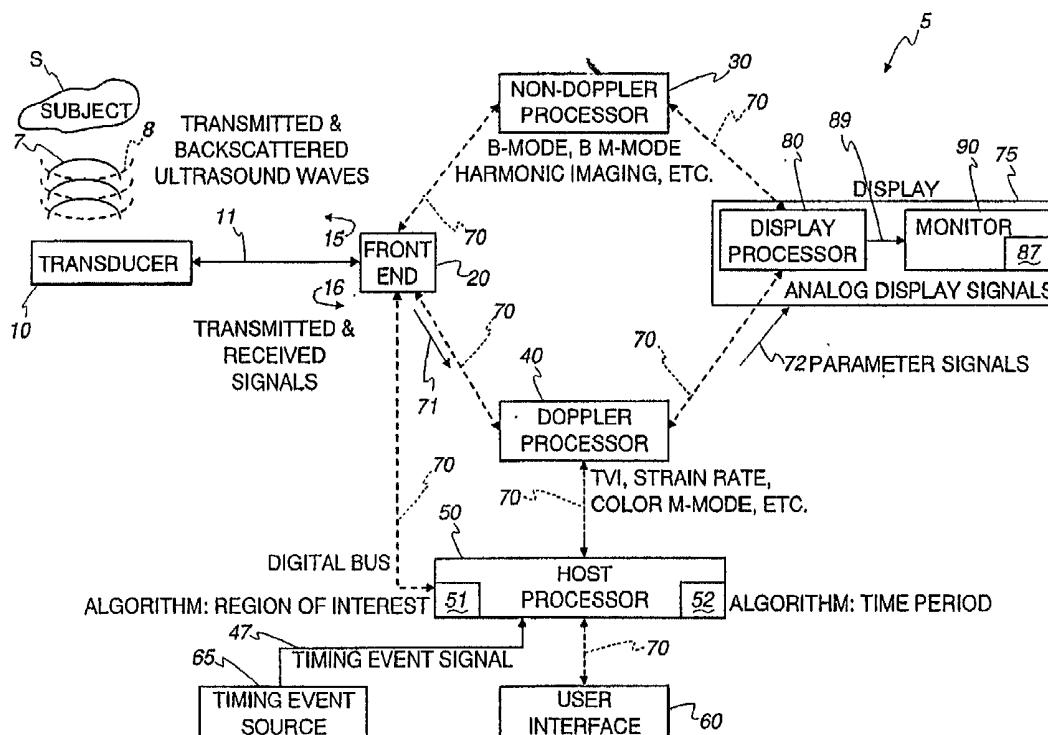 5
S
SUBJECT
7
8
TRANSMITTED &
BACKSCATTERED
ULTRASOUND WAVES
NON-DOPPLER
PROCESSOR
30
B-MODE, B M-MODE
HARMONIC IMAGING, ETC.
70
70
80
89
90
75
DISPLAY
DISPLAY
PROCESSOR
MONITOR
87
ANALOG DISPLAY SIGNALS
TRANSDUCER
10
11
15
16
FRONT
END
20
TRANSMITTED &
RECEIVED
SIGNALS
70
71
70
72 PARAMETER SIGNALS
40
DOPPLER
PROCESSOR
TVI, STRAIN RATE,
COLOR M-MODE, ETC.
70
70
50
DIGITAL BUS
HOST
PROCESSOR
51
52
ALGORITHM: REGION OF INTEREST
ALGORITHM: TIME PERIOD
47
TIMING EVENT SIGNAL
70
65
TIMING EVENT
SOURCE
USER
INTERFACE
60